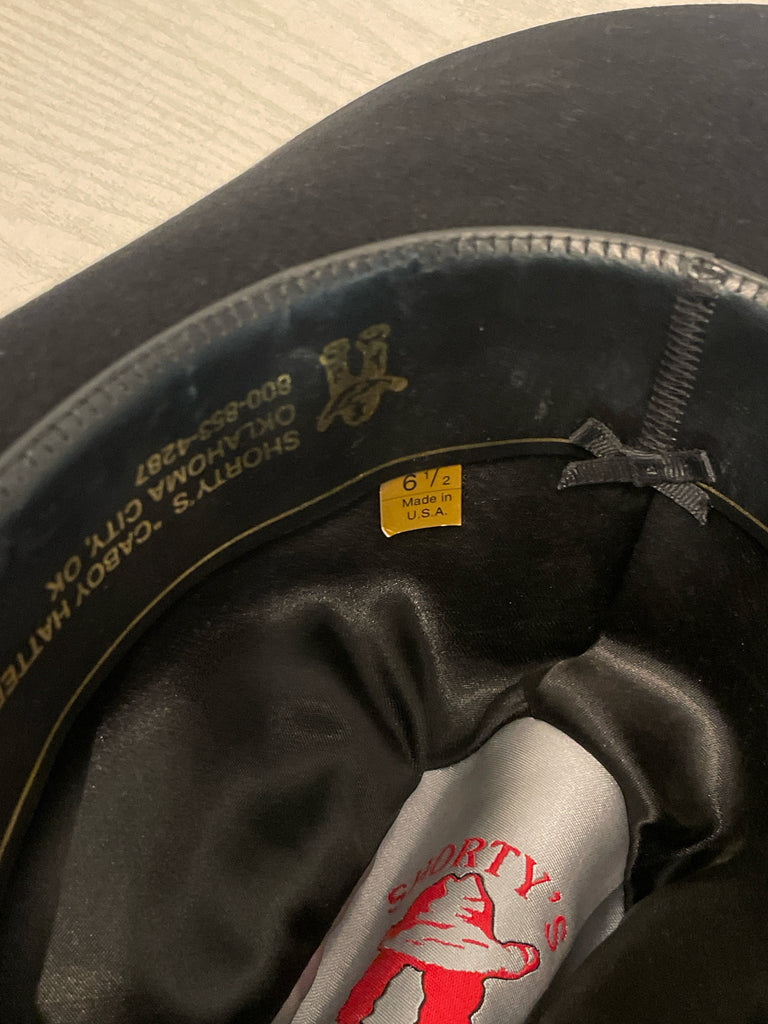 SHORTY'S "CABOY HATTE
OKLAHOMA CITY, OK
800-853-4287
6 1/2
Made in
U.S.A.
SHORTY'S